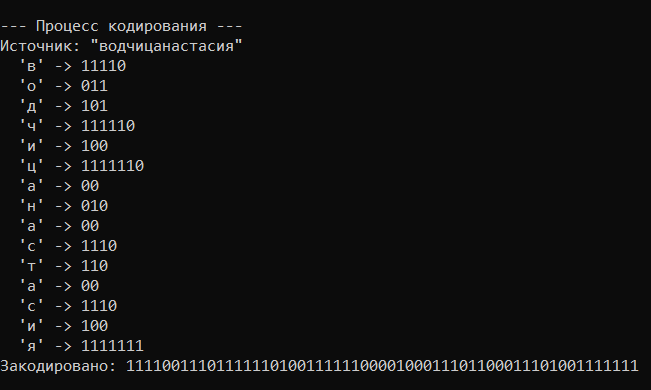 --- Процесс кодирования ---
Источник: "водчицанастасия"
'в' -> 11110
'о' -> 011
'д' -> 101
'ч' -> 111110
'и' -> 100
'ц' -> 1111110
'а' -> 00
'н' -> 010
'а' -> 00
'с' -> 1110
'т' -> 110
'а' -> 00
'с' -> 1110
'и' -> 100
'я' -> 1111111
Закодировано: 111100111011111101001111110000100011101100011101001111111